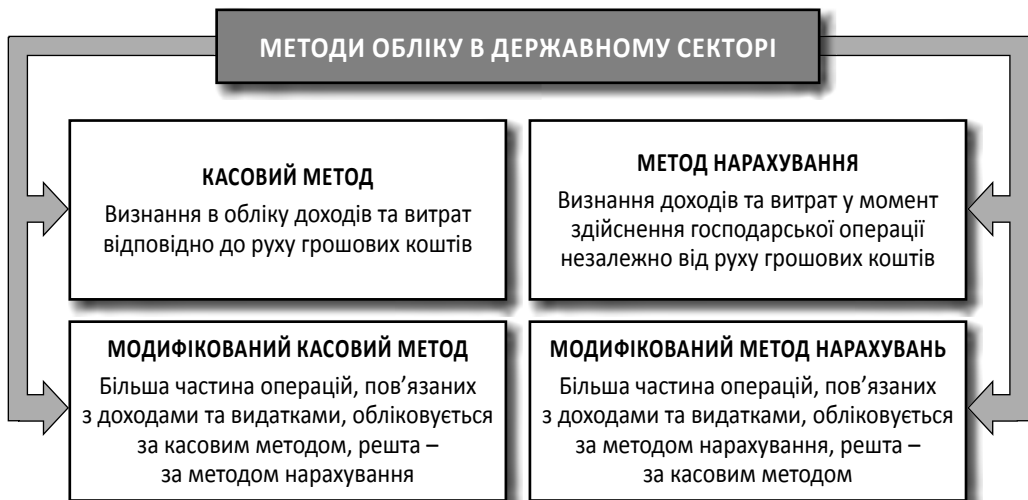 МЕТОДИ ОБЛІКУ В ДЕРЖАВНОМУ СЕКТОРІ
КАСОВИЙ МЕТОД
Визнання в обліку доходів та витрат
відповідно до руху грошових коштів
МЕТОД НАРАХУВАННЯ
Визнання доходів та витрат у момент
здійснення господарської операції
незалежно від руху грошових коштів
МОДИФІКОВАНИЙ КАСОВИЙ МЕТОД
Більша частина операцій, пов’язаних
з доходами та видатками, обліковується
за касовим методом, решта –
за методом нарахування
МОДИФІКОВАНИЙ МЕТОД НАРАХУВАНЬ
Більша частина операцій, пов’язаних
з доходами та видатками, обліковується
за методом нарахування, решта –
за касовим методом